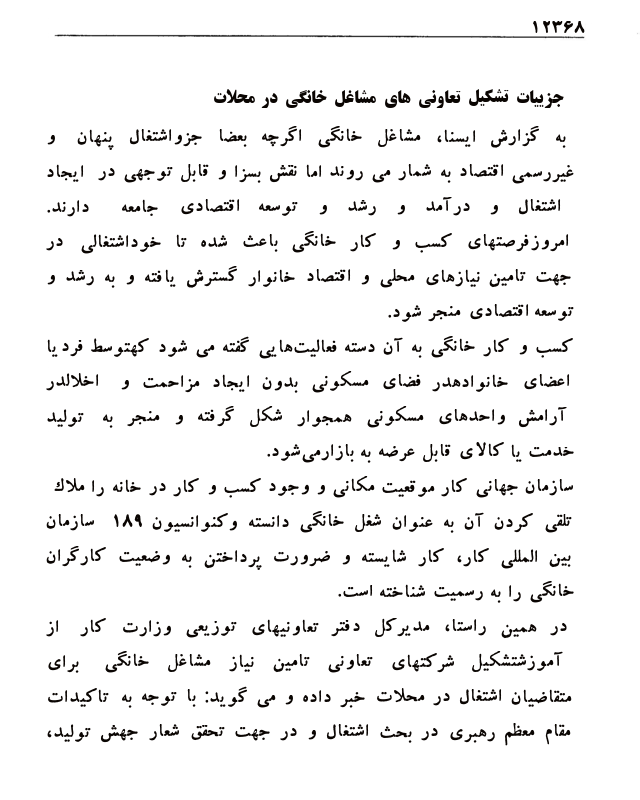 ۱۲۳۶۸
جزییات تشکیل تعاونی های مشاغل خانگی در محلات
به گزارش ایسنا، مشاغل خانگی اگرچه بعضا جزواشتغال پنهان و
غیررسمی اقتصاد به شمار می روند اما نقش بسزا و قابل توجهی در ایجاد
اشتغال و درآمد و رشد و توسعه اقتصادی جامعه دارند.
امروزفرصتهای کسب و کار خانگی باعث شده تا خوداشتغالی در
جهت تامین نیازهای محلی و اقتصاد خانوار گسترش یافته و به رشد و
توسعه اقتصادی منجر شود.
کسب و کار خانگی به آن دسته فعالیت‌هایی گفته می شود کهتوسط فرد یا
اعضای خانوادهدر فضای مسکونی بدون ایجاد مزاحمت و اخلالدر
آرامش واحدهای مسکونی همجوار شکل گرفته و منجر به تولید
خدمت یا کالای قابل عرضه به بازارمی‌شود.
سازمان جهانی کار موقعیت مکانی و وجود کسب و کار در خانه را ملاك
تلقی کردن آن به عنوان شغل خانگی دانسته وکنوانسیون ۱۸۹ سازمان
بین المللی کار، کار شایسته و ضرورت پرداختن به وضعیت کارگران
خانگی را به رسمیت شناخته است.
در همین راستا، مدیرکل دفتر تعاونیهای توزیعی وزارت کار از
آموزشتشکیل شرکتهای تعاونی تامین نیاز مشاغل خانگی برای
متقاضیان اشتغال در محلات خبر داده و می گوید: با توجه به تاکیدات
مقام معظم رهبری در بحث اشتغال و در جهت تحقق شعار جهش تولید،